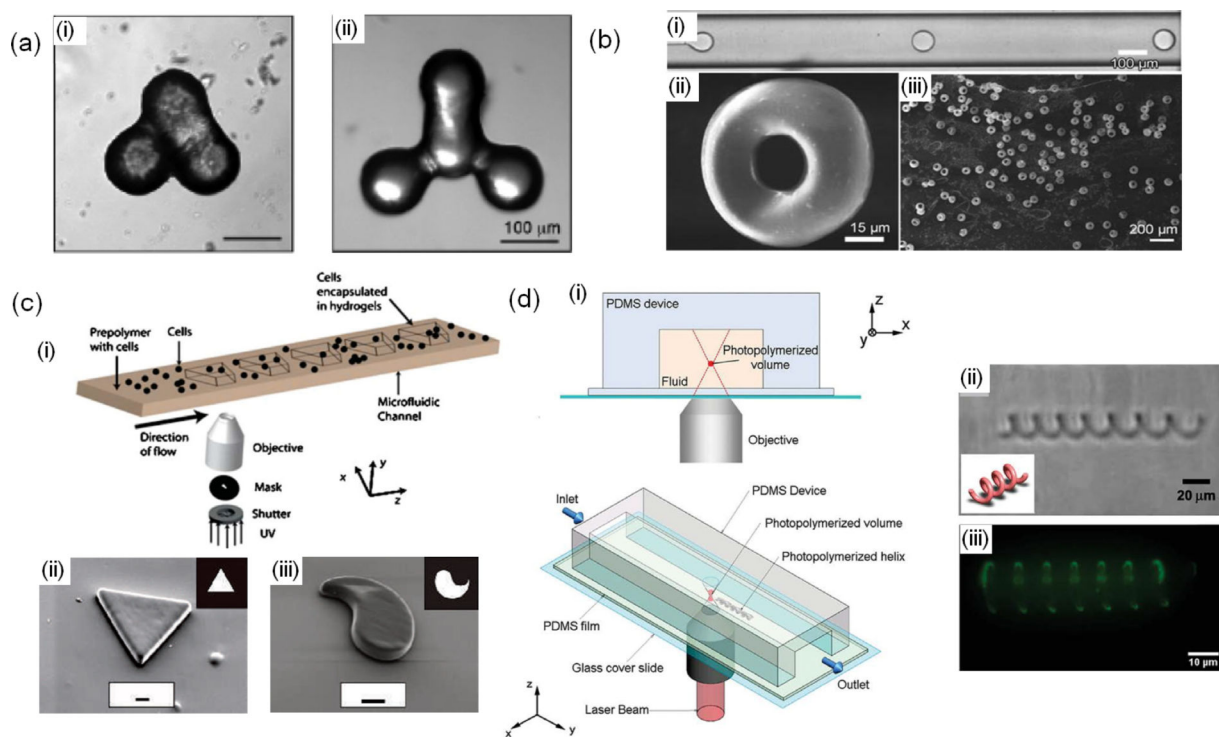 (a)
(i)
(ii)
100 µm
(b)
(i)
100 µm
(ii)
15 µm
(iii)
200 µm
(c)
(i)
Cells
encapsulated
in hydrogels
Prepolymer
with cells
Cells
Microfluidic
Channel
Direction
of flow
Objective
Mask
Shutter
UV
x
y
z
(ii)
(iii)
(d)
(i)
PDMS device
Photopolymerized
volume
Fluid
Objective
z
y
x
Inlet
PDMS Device
Photopolymerized volume
Photopolymerized helix
PDMS film
Glass cover slide
Outlet
Laser Beam
z
x
y
(ii)
20 µm
(iii)
10 µm